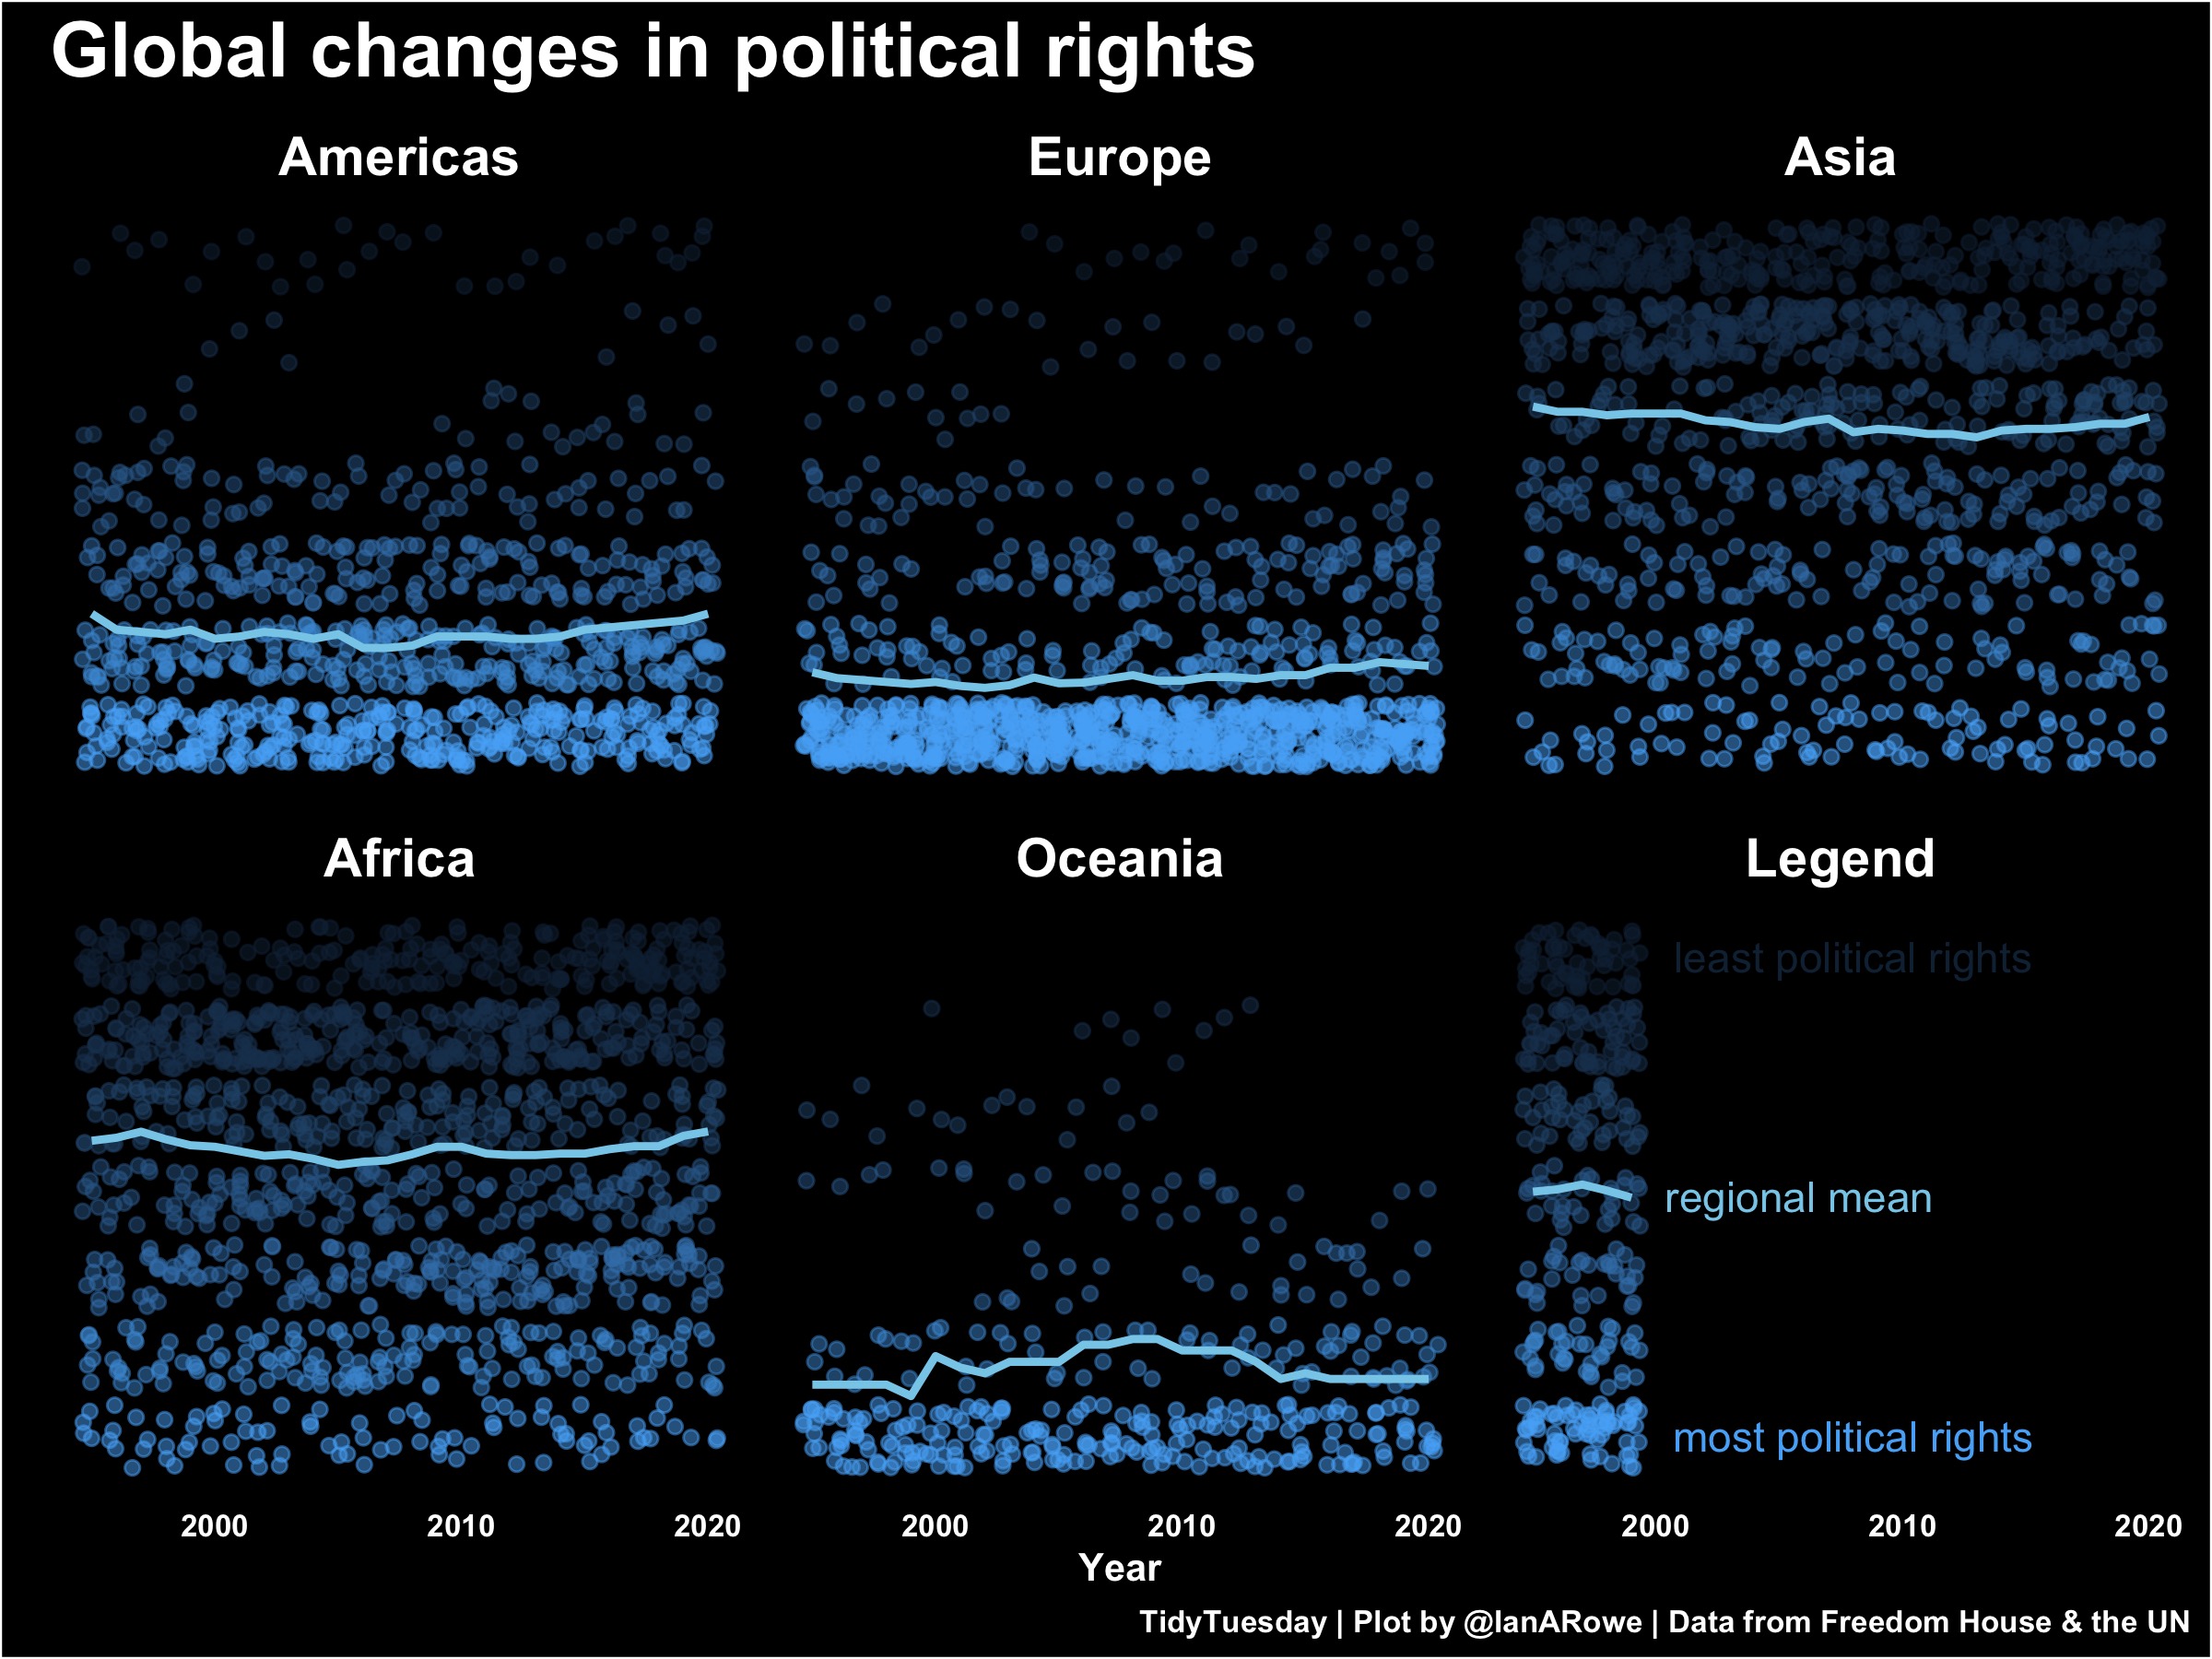 Global changes in political rights
Americas
Europe
Asia
Africa
Oceania
Legend
least political rights
regional mean
most political rights
2000 2010 2020 2000 2010 2020 2000 2010 2020
Year
TidyTuesday | Plot by @IanARowe | Data from Freedom House & the UN